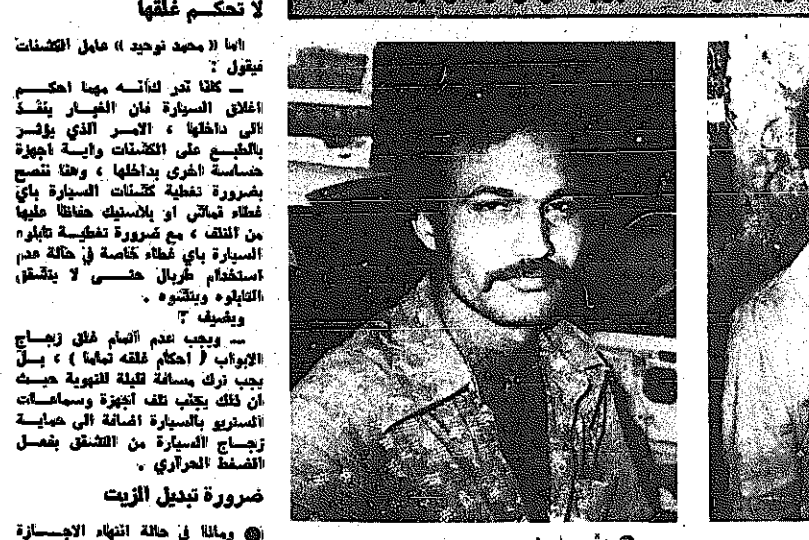 لا تحكم غلقها
اما « محمد توحيد » عامل الكشنات
فيقول :
ـ كلنا ندرك انه مهما احكم
اغلاق السيارة فان الغبار ينفذ
الى داخلها ، الامر الذي يؤثر
بالطبع على الكشنات واية اجهزة
حساسة اخرى بداخلها ، وهنا ننصح
بضرورة تغطية كشنات السيارة باي
غطاء قماش او بلاستيك حفاظا عليها
من التلف ، مع ضرورة تغطية تابلوه
السيارة باي غطاء خاصة في حالة عدم
استخدام طربال حتى لا يتشقق
التابلوه ويتشوه .
ويضيف :
ـ ويجب عدم اتمام غلق زجاج
الابواب ( احكام غلقه تماما ) ، بل
يجب ترك مسافة قليلة للتهوية حيث
ان ذلك يجنب تلف اجهزة وسماعات
الستريو بالسيارة اضافة الى حماية
زجاج السيارة من التشقق بفعل
الضغط الحراري .
ضرورة تبديل الزيت
وماذا في حالة انتهاء الاجازة